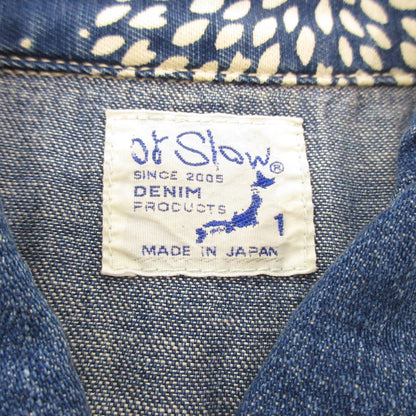 or Slow®
SINCE 2005
DENIM
PRODUCTS 1
MADE IN JAPAN